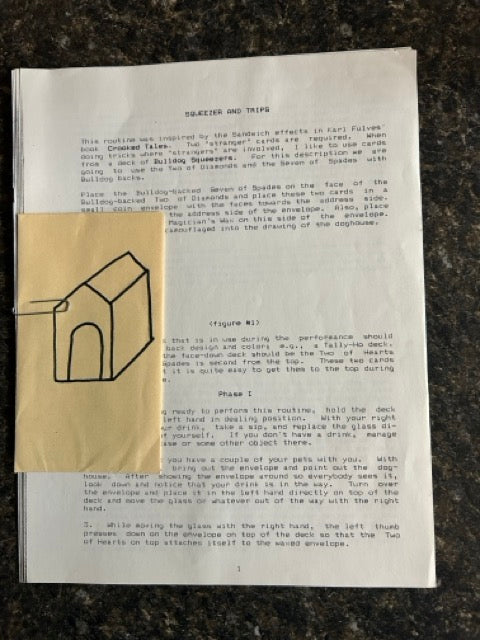 SQUEEZER AND TRIPS
This routine was inspired by the Sandwich effects in Karl Fulves'
book Crooked Tales. Two "stranger" cards are required. When
doing tricks where "strangers" are involved, I like to use cards
from a deck of Bulldog Squeezers. For this description we are
going to use the Two of Diamonds and the Seven of Spades with
Bulldog backs.
Place the Bulldog-backed Seven of Spades on the face of the
Bulldog-backed Two of Diamonds and place these two cards in a
small coin envelope with the faces towards the address side.
the address side of the envelope. Also, place
Magician's Wax on this side of the envelope.
camouflaged into the drawing of the doghouse.
(figure #1)
that is in use during the performance should
back design and color; e.g., a Tally-Ho deck.
the face-down deck should be the Two of Hearts
Spades is second from the top. These two cards
it is quite easy to get them to the top during
e.
Phase I
ng ready to perform this routine, hold the deck
left hand in dealing position. With your right
ur drink, take a sip, and replace the glass di-
of yourself. If you don't have a drink, manage
ase or some other object there.
you have a couple of your pets with you. With
bring out the envelope and point out the dog-
house. After showing the envelope around so everybody sees it,
look down and notice that your drink is in the way. Turn over
the envelope and place it in the left hand directly on top of the
deck and move the glass or whatever out of the way with the right
hand.
3. While moving the glass with the right hand, the left thumb
presses down on the envelope on top of the deck so that the Two
of Hearts on top attaches itself to the waxed envelope.
1